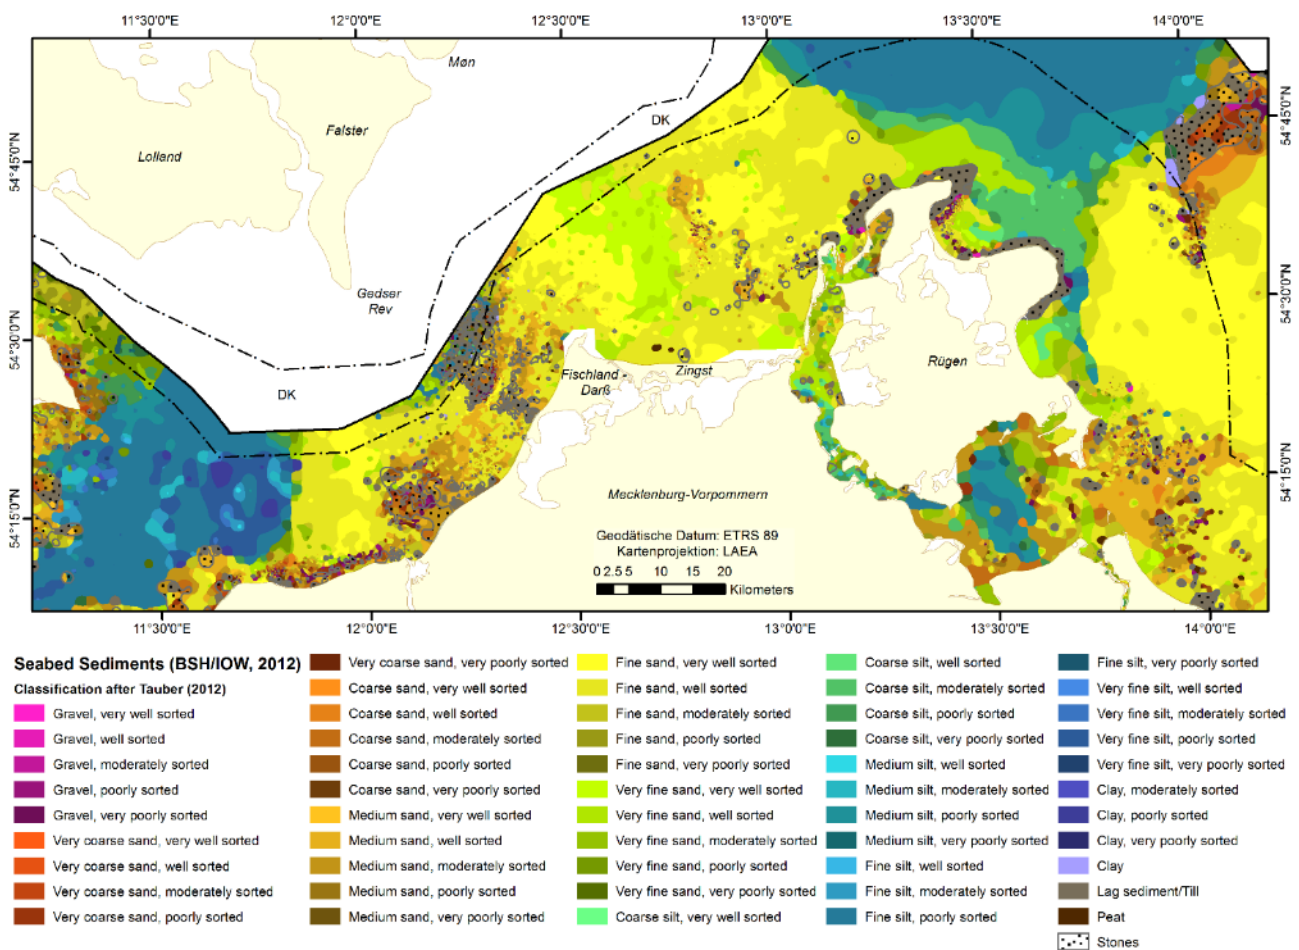 11°30'0"E 12°0'0"E 12°30'0"E 13°0'0"E 13°30'0"E 14°0'0"E
Møn
DK
54°45'0"N
54°45'0"N
Falster
Lolland
Gedser
Rev
54°30'0"N
54°30'0"N
Rügen
Fischland -
Darß
Zingst
DK
54°15'0"N
54°15'0"N
Mecklenburg-Vorpommern
Geodätische Datum: ETRS 89
Kartenprojektion: LAEA
0 2.5 5 10 15 20
Kilometers
11°30'0"E 12°0'0"E 12°30'0"E 13°0'0"E 13°30'0"E 14°0'0"E
Seabed Sediments (BSH/IOW, 2012)
Classification after Tauber (2012)
Gravel, very well sorted
Gravel, well sorted
Gravel, moderately sorted
Gravel, poorly sorted
Gravel, very poorly sorted
Very coarse sand, very well sorted
Very coarse sand, well sorted
Very coarse sand, moderately sorted
Very coarse sand, poorly sorted
Very coarse sand, very poorly sorted
Coarse sand, very well sorted
Coarse sand, well sorted
Coarse sand, moderately sorted
Coarse sand, poorly sorted
Coarse sand, very poorly sorted
Medium sand, very well sorted
Medium sand, well sorted
Medium sand, moderately sorted
Medium sand, poorly sorted
Medium sand, very poorly sorted
Fine sand, very well sorted
Fine sand, well sorted
Fine sand, moderately sorted
Fine sand, poorly sorted
Fine sand, very poorly sorted
Very fine sand, very well sorted
Very fine sand, well sorted
Very fine sand, moderately sorted
Very fine sand, poorly sorted
Very fine sand, very poorly sorted
Coarse silt, very well sorted
Coarse silt, well sorted
Coarse silt, moderately sorted
Coarse silt, poorly sorted
Coarse silt, very poorly sorted
Medium silt, well sorted
Medium silt, moderately sorted
Medium silt, poorly sorted
Medium silt, very poorly sorted
Fine silt, well sorted
Fine silt, moderately sorted
Fine silt, poorly sorted
Fine silt, very poorly sorted
Very fine silt, well sorted
Very fine silt, moderately sorted
Very fine silt, poorly sorted
Very fine silt, very poorly sorted
Clay, moderately sorted
Clay, poorly sorted
Clay, very poorly sorted
Clay
Lag sediment/Till
Peat
Stones